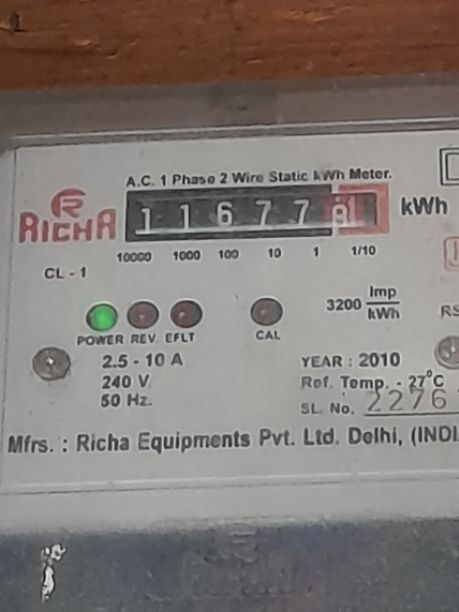 A.C. 1 Phase 2 Wire Static kWh Meter.
R
RICHA
1 1 6 7 7
kWh
10000 1000 100 10 1 1/10
CL - 1
3200 Imp
kWh
RS
POWER REV. EFLT
CAL
2.5 - 10 A
240 V
50 Hz.
YEAR : 2010
Ref. Temp. - 27°C
SL. No. 2276
Mfrs. : Richa Equipments Pvt. Ltd. Delhi, (INDI